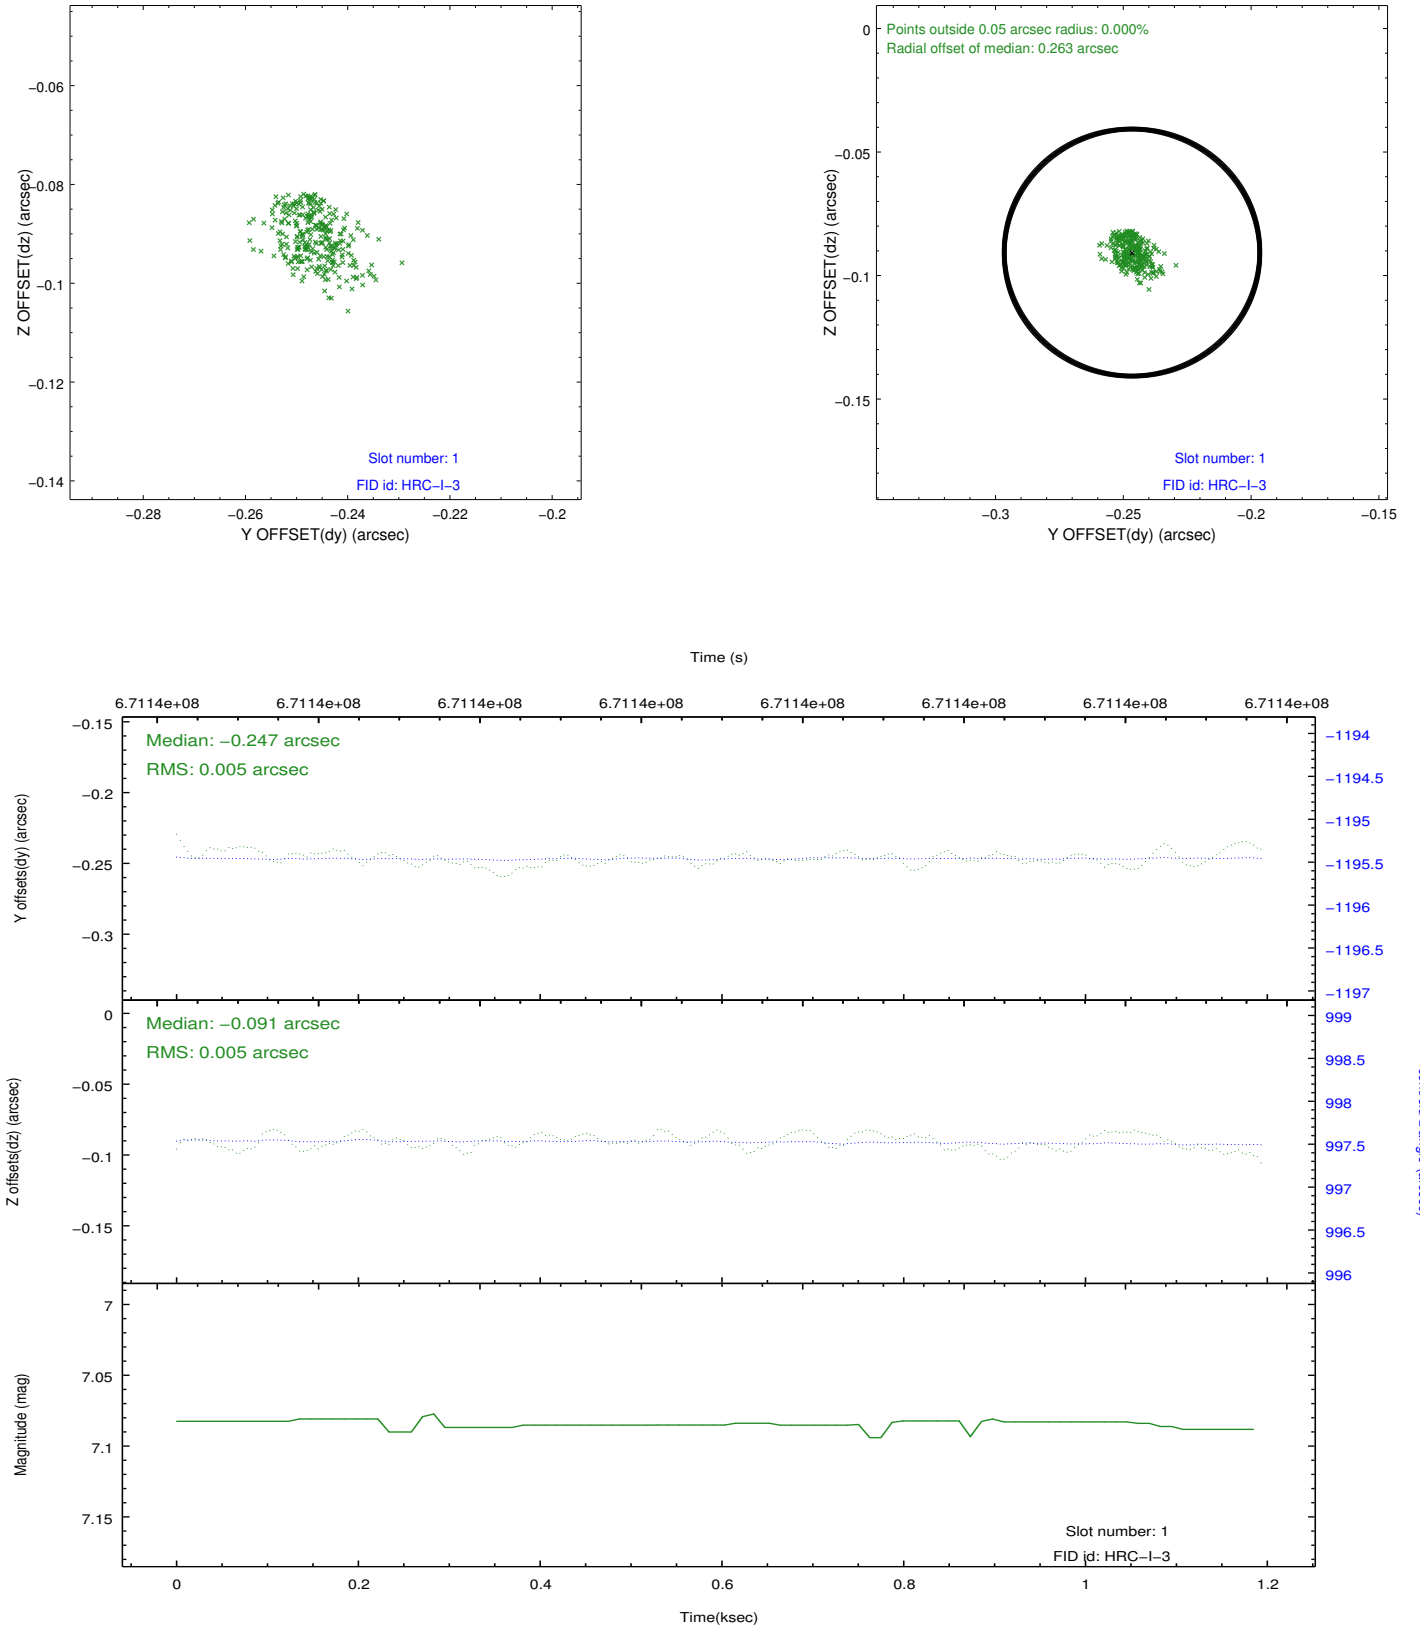 −0.06
−0.08
−0.1
−0.12
−0.14
Z OFFSET(dz) (arcsec)
Slot number: 1
FID id: HRC−I−3
−0.28
−0.26
−0.24
−0.22
−0.2
Y OFFSET(dy) (arcsec)
Points outside 0.05 arcsec radius: 0.000%
Radial offset of median: 0.263 arcsec
0
−0.05
−0.1
−0.15
Z OFFSET(dz) (arcsec)
Slot number: 1
FID id: HRC−I−3
−0.3
−0.25
−0.2
−0.15
Y OFFSET(dy) (arcsec)
Time (s)
6.7114e+08 6.7114e+08 6.7114e+08 6.7114e+08 6.7114e+08 6.7114e+08 6.7114e+08 6.7114e+08
Median: −0.247 arcsec
RMS: 0.005 arcsec
−0.15
−0.2
−0.25
−0.3
Y offsets(dy) (arcsec)
−1194
−1194.5
−1195
−1195.5
−1196
−1196.5
−1197
Median: −0.091 arcsec
RMS: 0.005 arcsec
0
−0.05
−0.1
−0.15
Z offsets(dz) (arcsec)
999
998.5
998
997.5
997
996.5
996
7
7.05
7.1
7.15
Magnitude (mag)
Slot number: 1
FID id: HRC−I−3
0
0.2
0.4
0.6
0.8
1
1.2
Time(ksec)